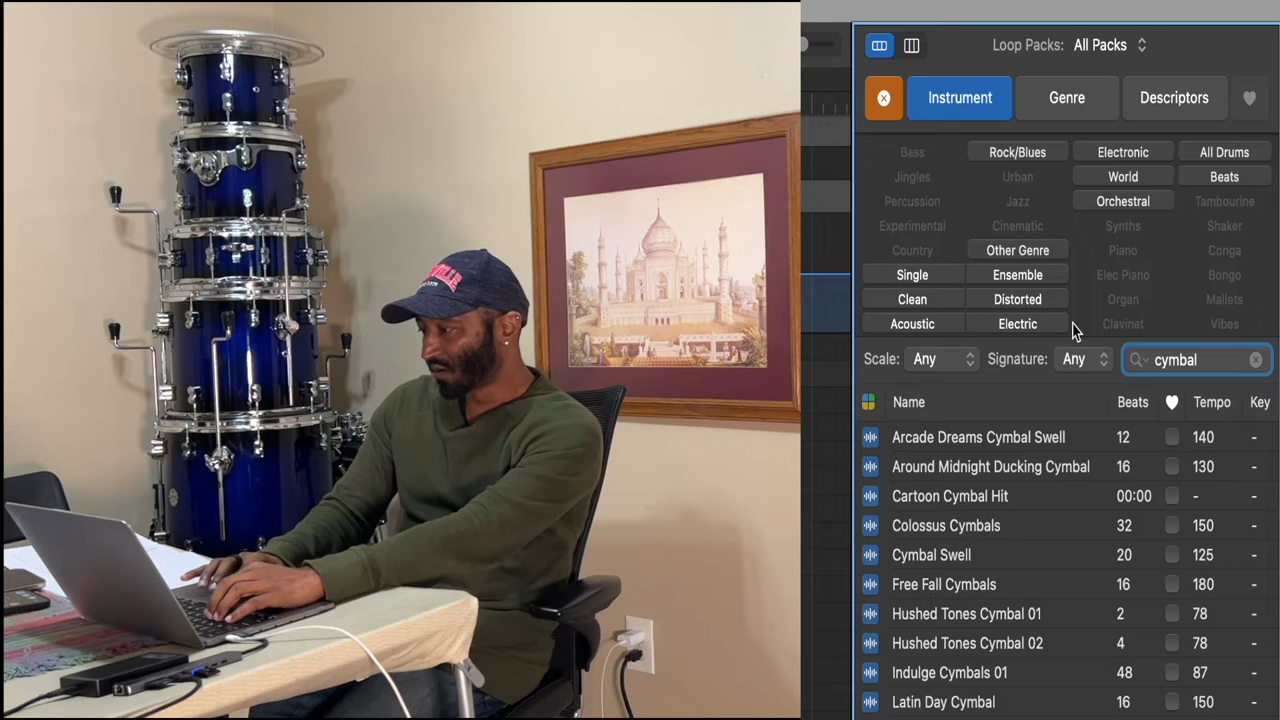 Loop Packs: All Packs
Instrument Genre Descriptors
Bass Rock/Blues Electronic All Drums
Jingles Urban World Beats
Percussion Jazz Orchestral Tambourine
Experimental Cinematic Synths Shaker
Country Other Genre Piano Conga
Single Ensemble Elec Piano Bongo
Clean Distorted Organ Mallets
Acoustic Electric Clavinet Vibes
Scale: Any Signature: Any cymbal
Name Beats Tempo Key
Arcade Dreams Cymbal Swell 12 140 -
Around Midnight Ducking Cymbal 16 130 -
Cartoon Cymbal Hit 00:00 - -
Colossus Cymbals 32 150 -
Cymbal Swell 20 125 -
Free Fall Cymbals 16 180 -
Hushed Tones Cymbal 01 2 78 -
Hushed Tones Cymbal 02 4 78 -
Indulge Cymbals 01 48 87 -
Latin Day Cymbal 16 150 -